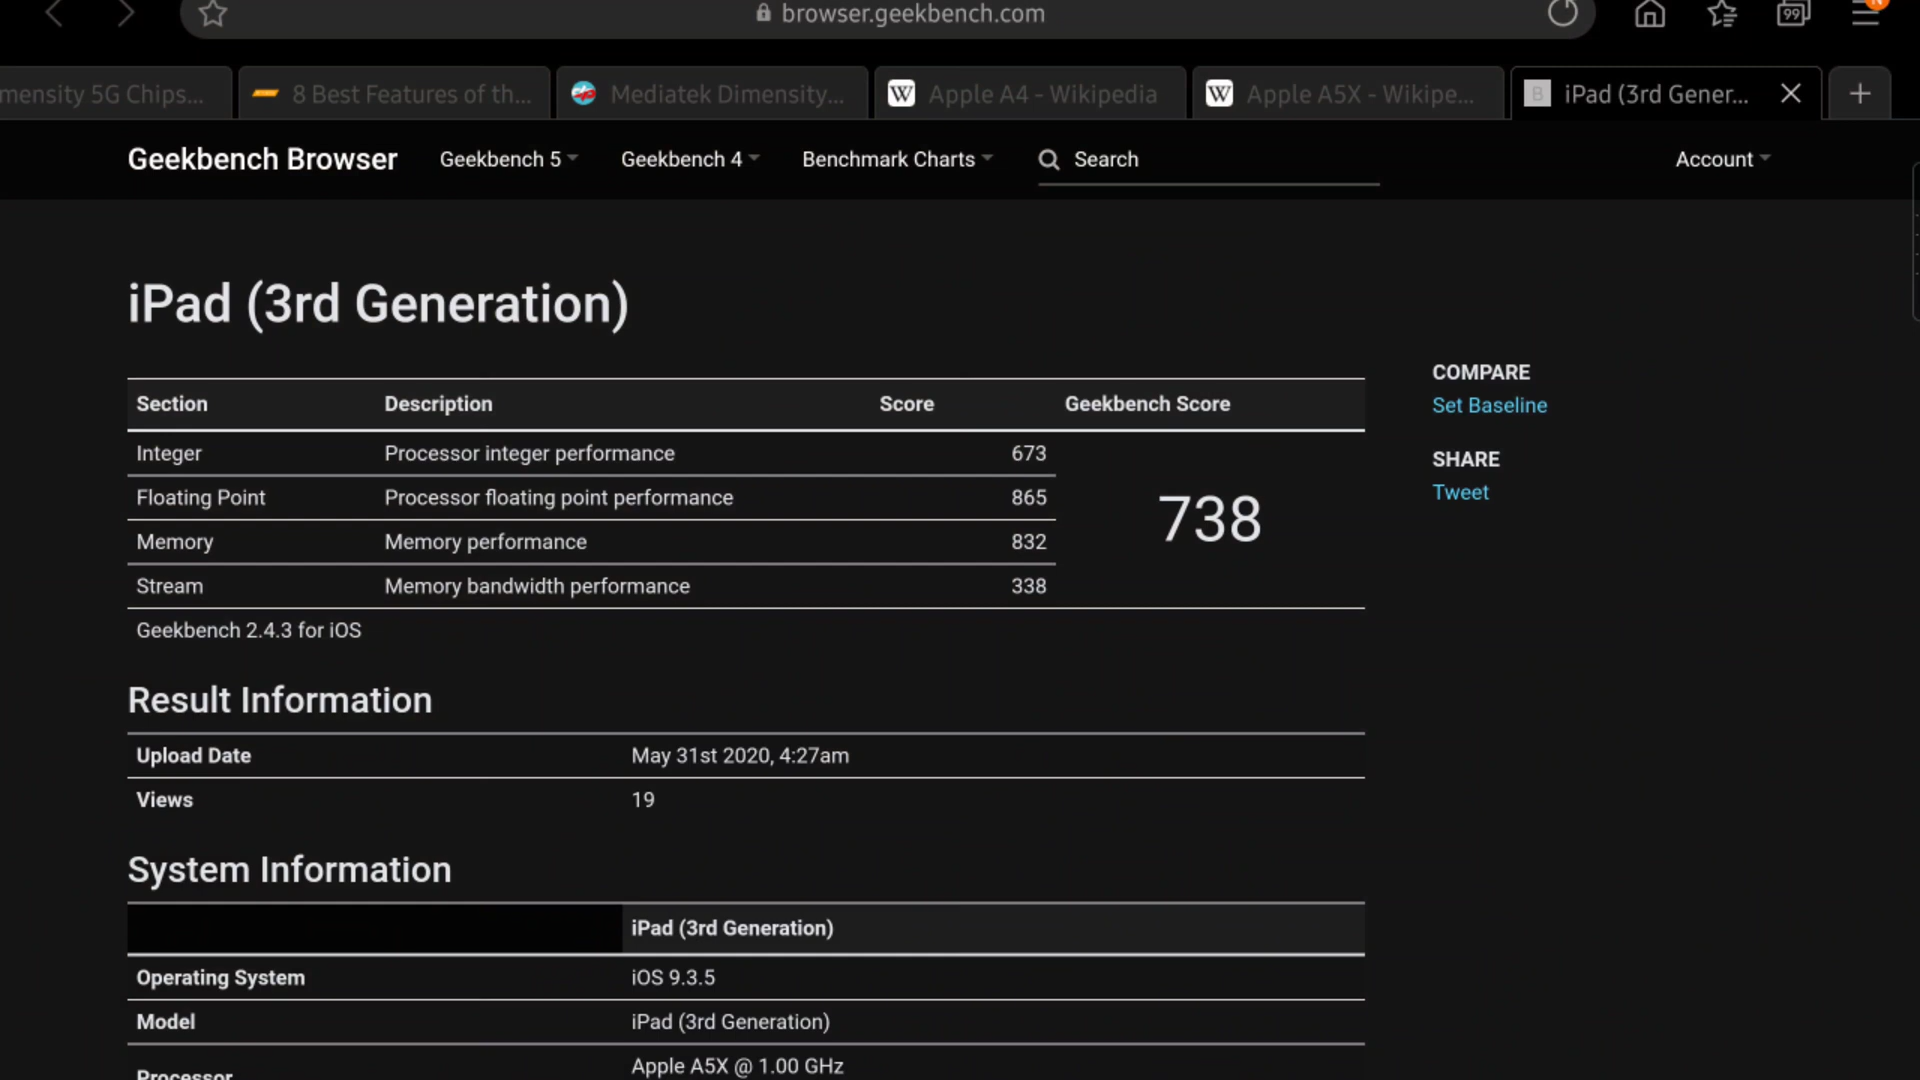 browser.geekbench.com
99
N
mensity 5G Chips...
8 Best Features of th...
Mediatek Dimensity...
W Apple A4 - Wikipedia
W Apple A5X - Wikipe...
B iPad (3rd Gener...
Geekbench Browser Geekbench 5 Geekbench 4 Benchmark Charts Search Account
iPad (3rd Generation)
COMPARE
Set Baseline
SHARE
Tweet
Section Description Score Geekbench Score
Integer Processor integer performance 673
Floating Point Processor floating point performance 865
738
Memory Memory performance 832
Stream Memory bandwidth performance 338
Geekbench 2.4.3 for iOS
Result Information
Upload Date May 31st 2020, 4:27am
Views 19
System Information
iPad (3rd Generation)
Operating System iOS 9.3.5
Model iPad (3rd Generation)
Processor Apple A5X @ 1.00 GHz